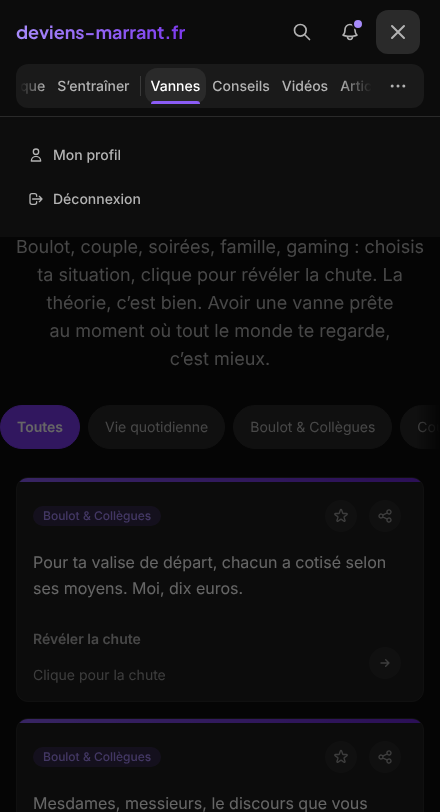 deviens-marrant.fr
que S'entraîner Vannes Conseils Vidéos Artic ...
Mon profil
Déconnexion
Boulot, couple, soirées, famille, gaming : choisis
ta situation, clique pour révéler la chute. La
théorie, c'est bien. Avoir une vanne prête
au moment où tout le monde te regarde,
c'est mieux.
Toutes Vie quotidienne Boulot & Collègues Co
Boulot & Collègues
Pour ta valise de départ, chacun a cotisé selon
ses moyens. Moi, dix euros.
Révéler la chute
Clique pour la chute
Boulot & Collègues
Mesdames, messieurs, le discours que vous